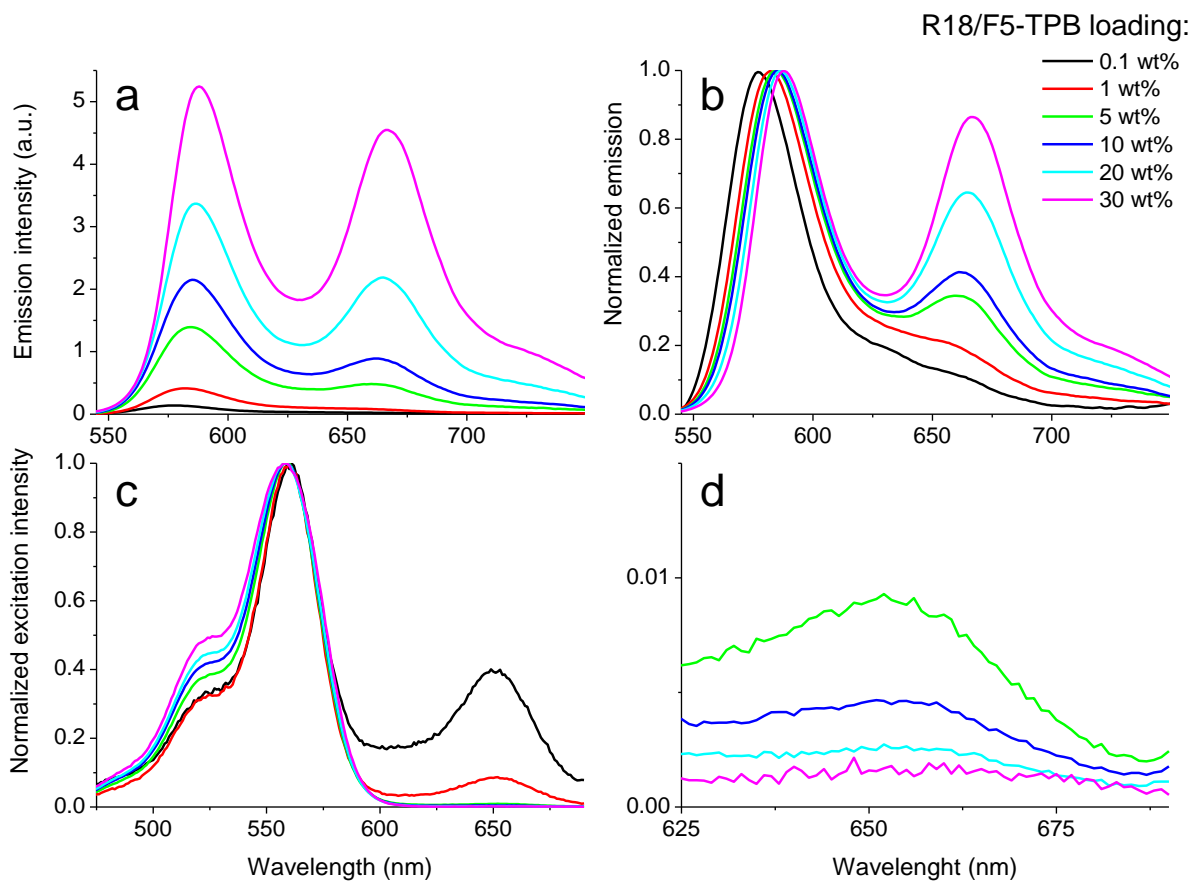 R18/F5-TPB loading:
0.1 wt%
1 wt%
5 wt%
10 wt%
20 wt%
30 wt%
a
Emission intensity (a.u.)
5
4
3
2
1
0
550 600 650 700
b
Normalized emission
1.0
0.8
0.6
0.4
0.2
0.0
550 600 650 700
c
Normalized excitation intensity
1.0
0.8
0.6
0.4
0.2
0.0
500 550 600 650
Wavelength (nm)
d
0.01
0.00
625 650 675
Wavelenght (nm)